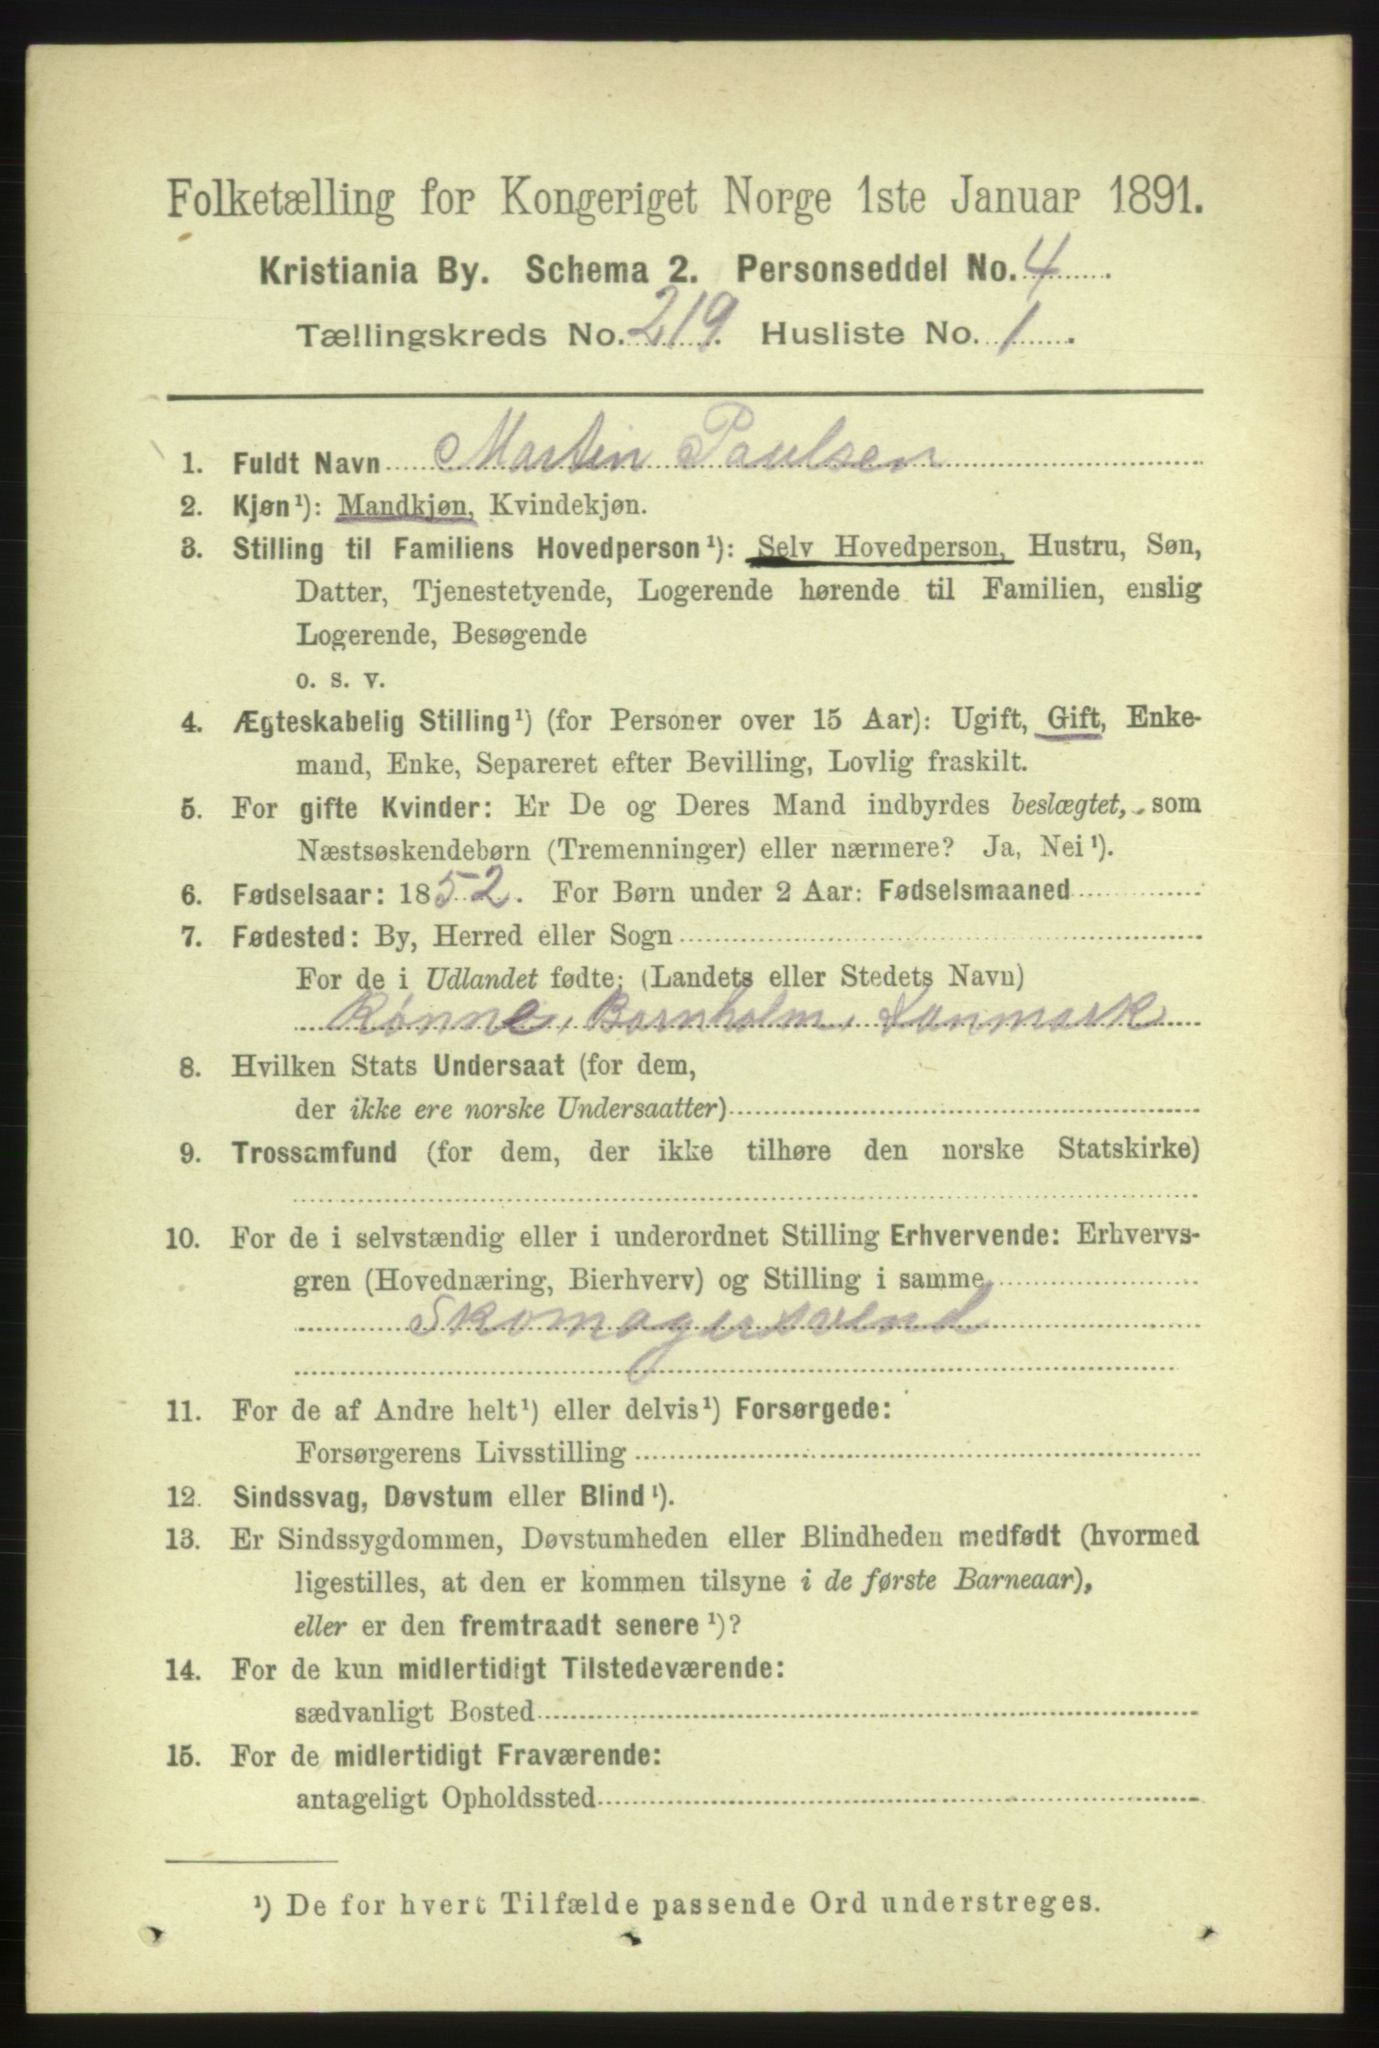 Folketælling for Kongeriget Norge 1ste Januar 1891.
Kristiania By. Schema 2. Personseddel No. 4.
Tællingskreds No. 219. Husliste No. 1.
1. Fuldt Navn Martin Paulsen
2. Kjøn¹): Mandkjøn, Kvindekjøn.
3. Stilling til Familiens Hovedperson¹): Selv Hovedperson, Hustru, Søn,
Datter, Tjenestetyende, Logerende hørende til Familien, enslig
Logerende, Besøgende
o. s. v.
4. Ægteskabelig Stilling¹) (for Personer over 15 Aar): Ugift, Gift, Enke-
mand, Enke, Separeret efter Bevilling, Lovlig fraskilt.
5. For gifte Kvinder: Er De og Deres Mand indbyrdes beslægtet, som
Næstsøskendebørn (Tremenninger) eller nærmere? Ja, Nei¹).
6. Fødselsaar: 1852. For Børn under 2 Aar: Fødselsmaaned
7. Fødested: By, Herred eller Sogn
For de i Udlandet fødte: (Landets eller Stedets Navn)
Rønne, Bornholm, Danmark
8. Hvilken Stats Undersaat (for dem,
der ikke ere norske Undersaatter)
9. Trossamfund (for dem, der ikke tilhøre den norske Statskirke)
10. For de i selvstændig eller i underordnet Stilling Erhvervende: Erhvervs-
gren (Hovednæring, Bierhverv) og Stilling i samme
Skomagersvend
11. For de af Andre helt¹) eller delvis¹) Forsørgede:
Forsørgerens Livsstilling
12. Sindssvag, Døvstum eller Blind¹).
13. Er Sindssygdommen, Døvstumheden eller Blindheden medfødt (hvormed
ligestilles, at den er kommen tilsyne i de første Barneaar),
eller er den fremtraadt senere¹)?
14. For de kun midlertidigt Tilstedeværende:
sædvanligt Bosted
15. For de midlertidigt Fraværende:
antageligt Opholdssted
¹) De for hvert Tilfælde passende Ord understreges.